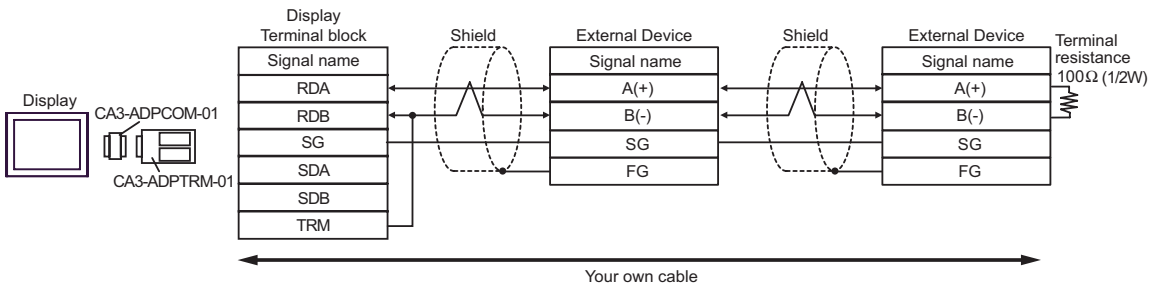 Display
CA3-ADPCOM-01
CA3-ADPTRM-01
Display
Terminal block
Signal name
RDA
RDB
SG
SDA
SDB
TRM
Shield
External Device
Signal name
A(+)
B(-)
SG
FG
Shield
External Device
Signal name
A(+)
B(-)
SG
FG
Terminal
resistance
100Ω (1/2W)
Your own cable